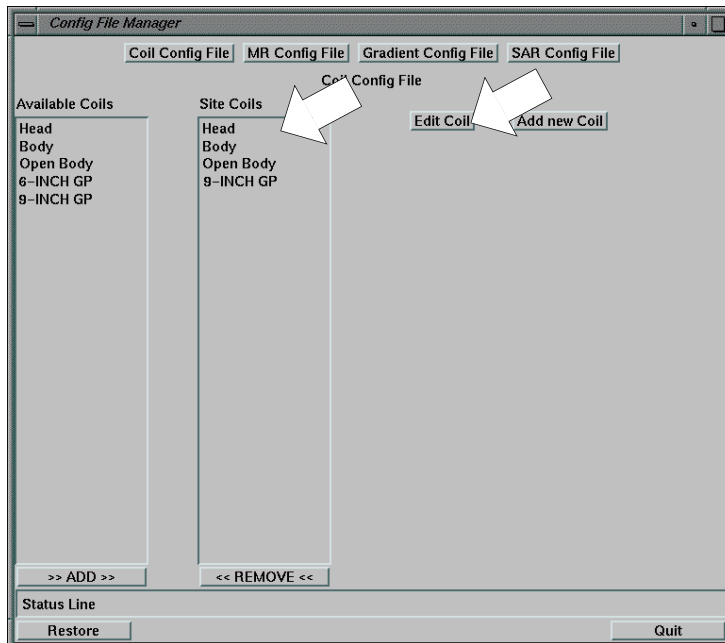 Config File Manager
Coil Config File MR Config File Gradient Config File SAR Config File
Coil Config File
Available Coils
Head
Body
Open Body
6-INCH GP
9-INCH GP
>> ADD >>
Site Coils
Head
Body
Open Body
9-INCH GP
<< REMOVE <<
Edit Coil Add new Coil
Status Line
Restore Quit